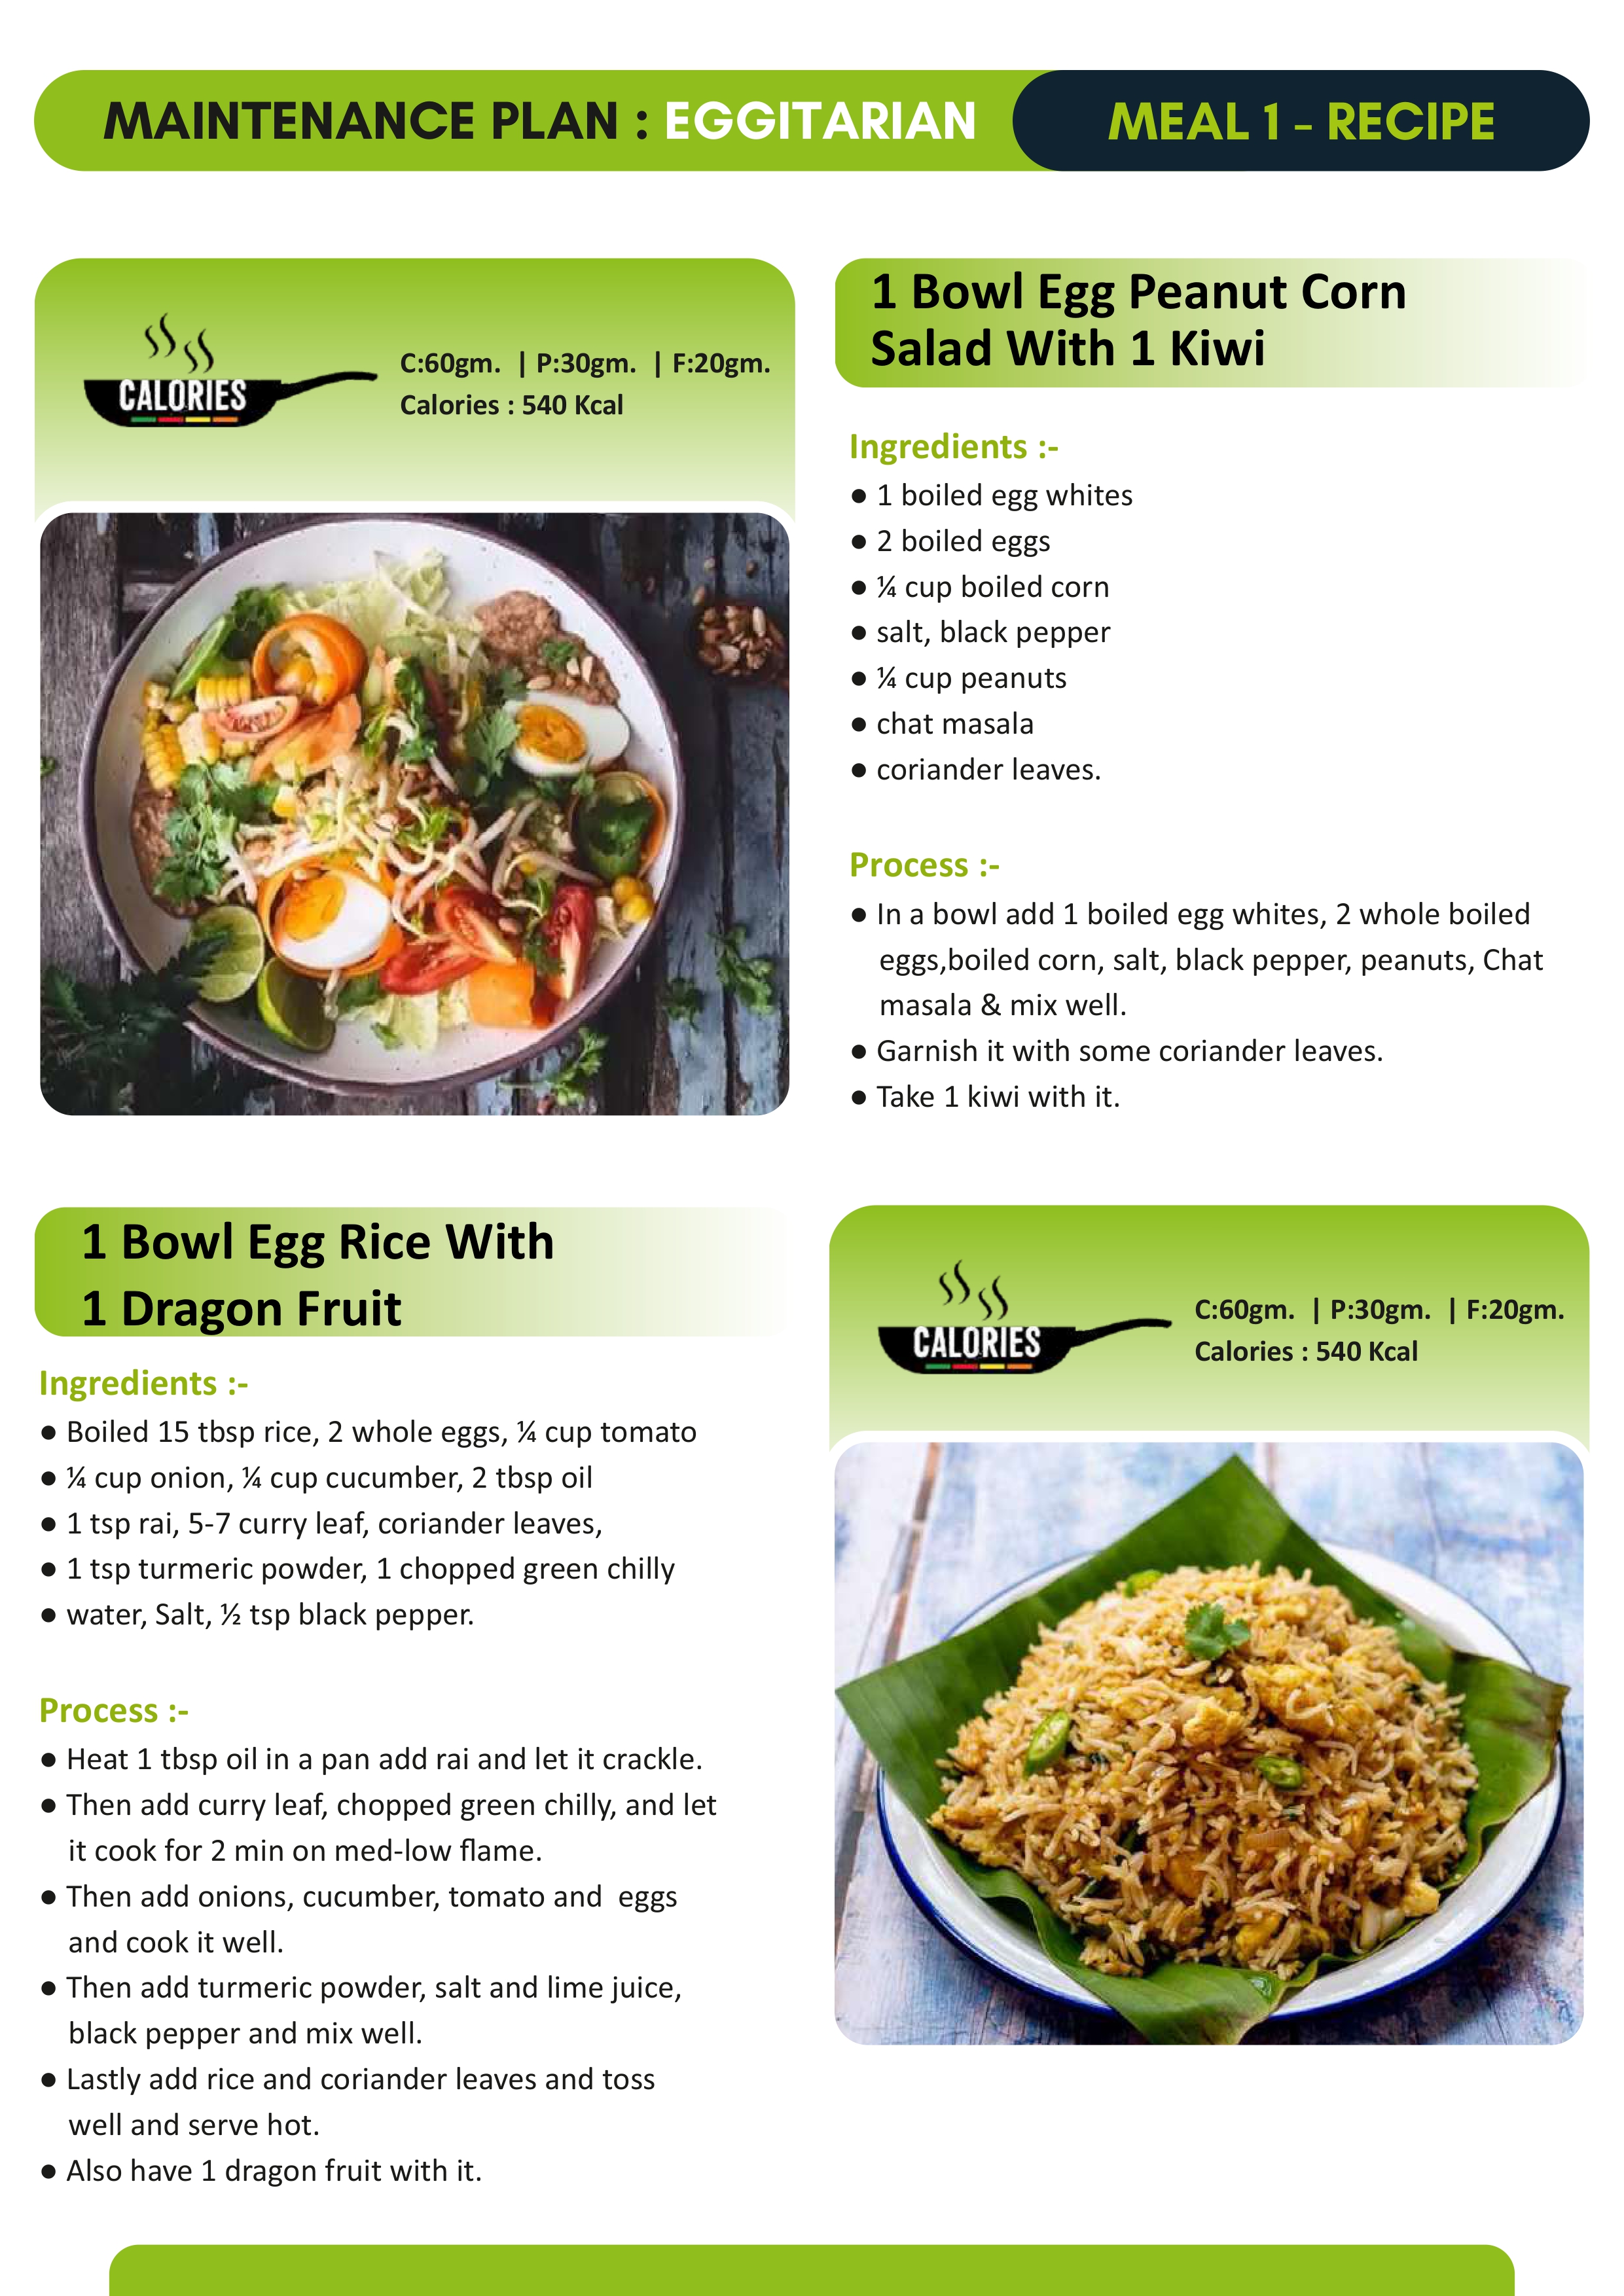 MAINTENANCE PLAN : EGGITARIAN
MEAL 1 - RECIPE
CALORIES
C:60gm. | P:30gm. | F:20gm.
Calories : 540 Kcal
1 Bowl Egg Peanut Corn
Salad With 1 Kiwi
Ingredients :-
● 1 boiled egg whites
● 2 boiled eggs
● ¼ cup boiled corn
● salt, black pepper
● ¼ cup peanuts
● chat masala
● coriander leaves.
Process :-
● In a bowl add 1 boiled egg whites, 2 whole boiled
eggs,boiled corn, salt, black pepper, peanuts, Chat
masala & mix well.
● Garnish it with some coriander leaves.
● Take 1 kiwi with it.
1 Bowl Egg Rice With
1 Dragon Fruit
Ingredients :-
● Boiled 15 tbsp rice, 2 whole eggs, ¼ cup tomato
● ¼ cup onion, ¼ cup cucumber, 2 tbsp oil
● 1 tsp rai, 5-7 curry leaf, coriander leaves,
● 1 tsp turmeric powder, 1 chopped green chilly
● water, Salt, ½ tsp black pepper.
Process :-
● Heat 1 tbsp oil in a pan add rai and let it crackle.
● Then add curry leaf, chopped green chilly, and let
it cook for 2 min on med-low flame.
● Then add onions, cucumber, tomato and  eggs
and cook it well.
● Then add turmeric powder, salt and lime juice,
black pepper and mix well.
● Lastly add rice and coriander leaves and toss
well and serve hot.
● Also have 1 dragon fruit with it.
CALORIES
C:60gm. | P:30gm. | F:20gm.
Calories : 540 Kcal